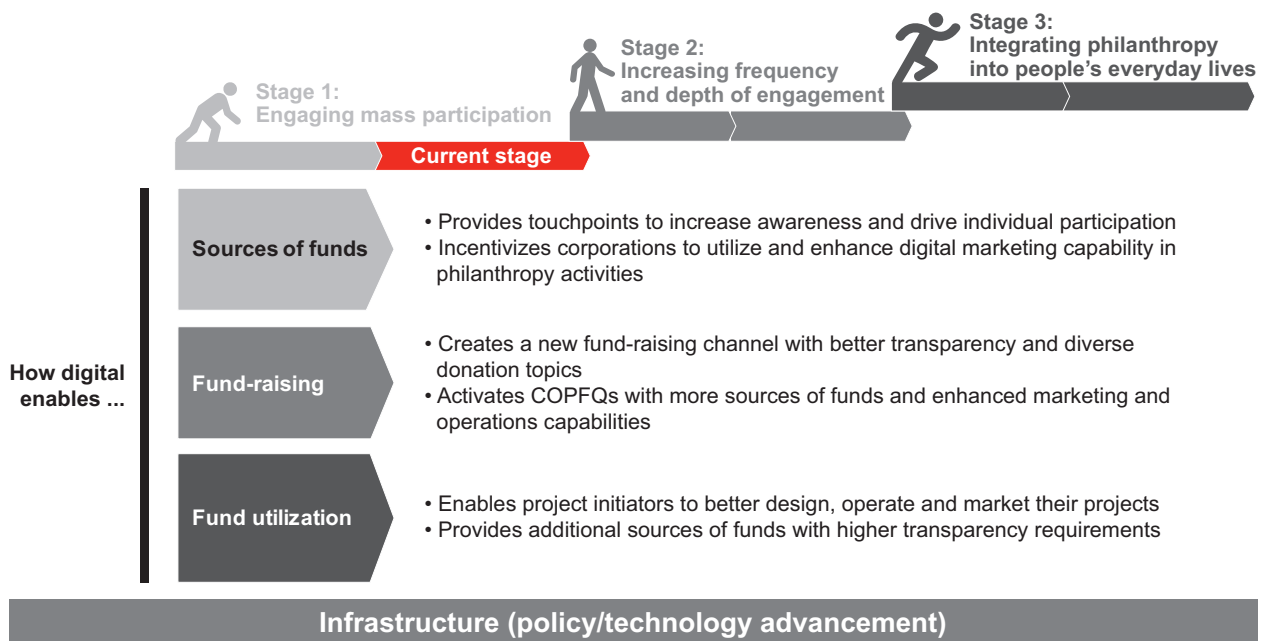 Stage 1:
Engaging mass participation
Current stage
Stage 2:
Increasing frequency
and depth of engagement
Stage 3:
Integrating philanthropy
into people's everyday lives
How digital
enables ...
Sources of funds
• Provides touchpoints to increase awareness and drive individual participation
• Incentivizes corporations to utilize and enhance digital marketing capability in
philanthropy activities
Fund-raising
• Creates a new fund-raising channel with better transparency and diverse
donation topics
• Activates COPFQs with more sources of funds and enhanced marketing and
operations capabilities
Fund utilization
• Enables project initiators to better design, operate and market their projects
• Provides additional sources of funds with higher transparency requirements
Infrastructure (policy/technology advancement)